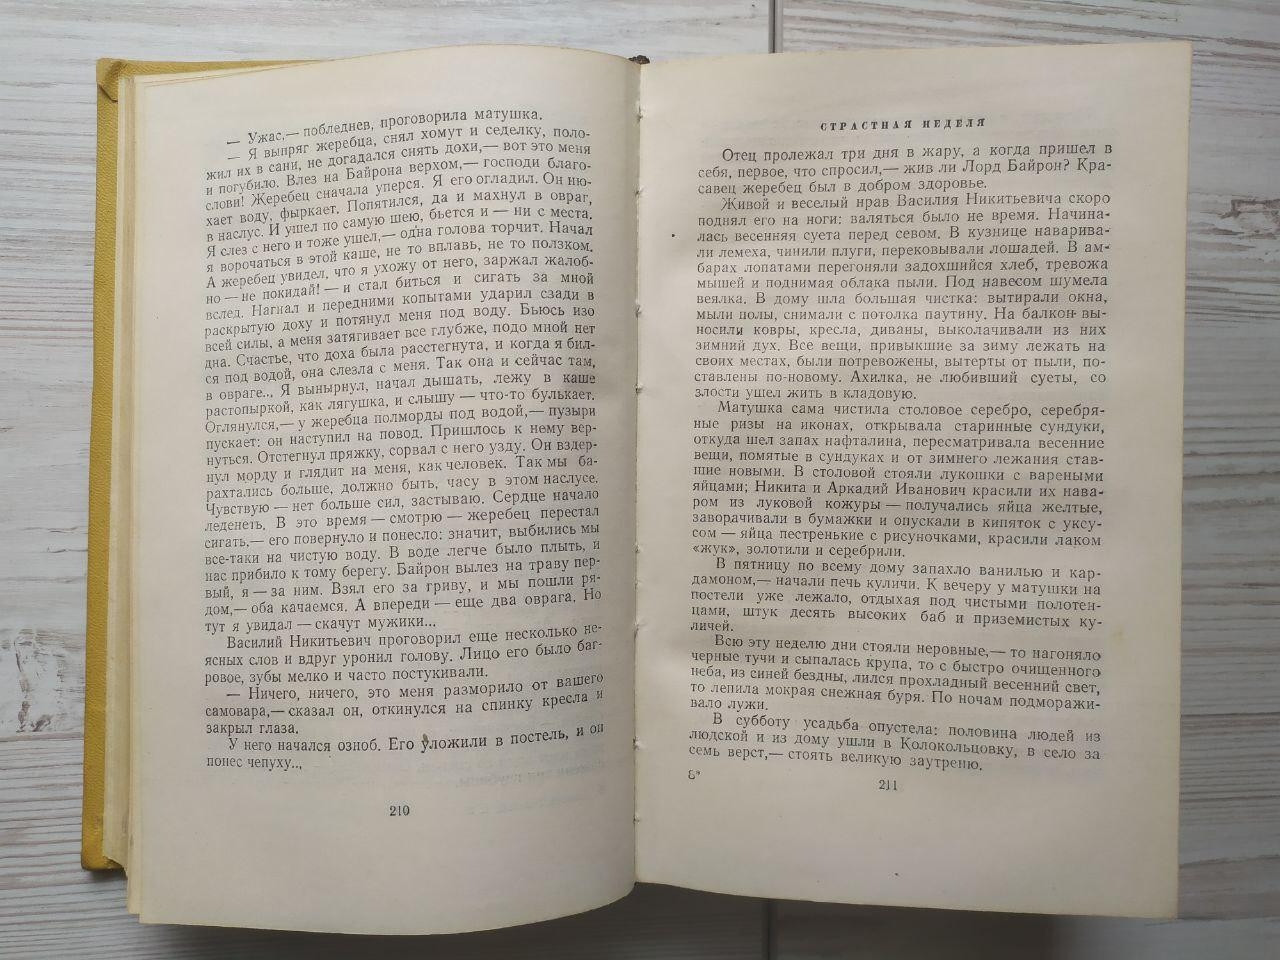 — Ужас,— побледнев, проговорила матушка.
— Я выпряг жеребца, снял хомут и седелку, поло-
жил их в сани, не догадался снять дохи,— вот это меня
и погубило. Влез на Байрона верхом,— господи благо-
слови! Жеребец сначала уперся. Я его огладил. Он ню-
хает воду, фыркает. Попятился, да и махнул в овраг,
в наслус. И ушел по самую шею, бьется и — ни с места.
Я слез с него и тоже ушел,— одна голова торчит. Начал
я ворочаться в этой каше, не то вплавь, не то ползком.
А жеребец увидел, что я ухожу от него, заржал жалоб-
но — не покидай! — и стал биться и сигать за мной
вслед. Нагнал и передними копытами ударил сзади в
раскрытую доху и потянул меня под воду. Бьюсь изо
всей силы, а меня затягивает все глубже, подо мной нет
дна. Счастье, что доха была расстегнута, и когда я бил-
ся под водой, она слезла с меня. Так она и сейчас там,
в овраге... Я вынырнул, начал дышать, лежу в каше
растопыркой, как лягушка, и слышу — что-то булькает.
Оглянулся,— у жеребца полморды под водой,— пузыри
пускает: он наступил на повод. Пришлось к нему вер-
нуться. Отстегнул пряжку, сорвал с него узду. Он вздер-
нул морду и глядит на меня, как человек. Так мы ба-
рахтались больше, должно быть, часу в этом наслусе.
Чувствую — нет больше сил, застываю. Сердце начало
леденеть. В это время — смотрю — жеребец перестал
сигать,— его повернуло и понесло: значит, выбились мы
все-таки на чистую воду. В воде легче было плыть, и
нас прибило к тому берегу. Байрон вылез на траву пер-
вый, я — за ним. Взял его за гриву, и мы пошли ря-
дом,— оба качаемся. А впереди — еще два оврага. Но
тут я увидал — скачут мужики...
Василий Никитьевич проговорил еще несколько не-
ясных слов и вдруг уронил голову. Лицо его было баг-
ровое, зубы мелко и часто постукивали.
— Ничего, ничего, это меня разморило от вашего
самовара,— сказал он, откинулся на спинку кресла и
закрыл глаза.
У него начался озноб. Его уложили в постель, и он
понес чепуху...
210
СТРАСТНАЯ НЕДЕЛЯ
Отец пролежал три дня в жару, а когда пришел в
себя, первое, что спросил,— жив ли Лорд Байрон? Кра-
савец жеребец был в добром здоровье.
Живой и веселый нрав Василия Никитьевича скоро
поднял его на ноги: валяться было не время. Начина-
лась весенняя суета перед севом. В кузнице наварива-
ли лемеха, чинили плуги, перековывали лошадей. В ам-
барах лопатами перегоняли задохшийся хлеб, тревожа
мышей и поднимая облака пыли. Под навесом шумела
веялка. В дому шла большая чистка: вытирали окна,
мыли полы, снимали с потолка паутину. На балкон вы-
носили ковры, кресла, диваны, выколачивали из них
зимний дух. Все вещи, привыкшие за зиму лежать на
своих местах, были потревожены, вытерты от пыли, по-
ставлены по-новому. Ахилка, не любивший суеты, со
злости ушел жить в кладовую.
Матушка сама чистила столовое серебро, серебря-
ные ризы на иконах, открывала старинные сундуки,
откуда шел запах нафталина, пересматривала весенние
вещи, помятые в сундуках и от зимнего лежания став-
шие новыми. В столовой стояли лукошки с вареными
яйцами; Никита и Аркадий Иванович красили их нава-
ром из луковой кожуры — получались яйца желтые,
заворачивали в бумажки и опускали в кипяток с уксу-
сом — яйца пестренькие с рисуночками, красили лаком
«жук», золотили и серебрили.
В пятницу по всему дому запахло ванилью и кар-
дамоном,— начали печь куличи. К вечеру у матушки на
постели уже лежало, отдыхая под чистыми полотен-
цами, штук десять высоких баб и приземистых ку-
личей.
Всю эту неделю дни стояли неровные,— то нагоняло
черные тучи и сыпалась крупа, то с быстро очищенного
неба, из синей бездны, лился прохладный весенний свет,
то лепила мокрая снежная буря. По ночам подморажи-
вало лужи.
В субботу усадьба опустела: половина людей из
людской и из дому ушли в Колокольцовку, в село за
семь верст,— стоять великую заутреню.
8*
211